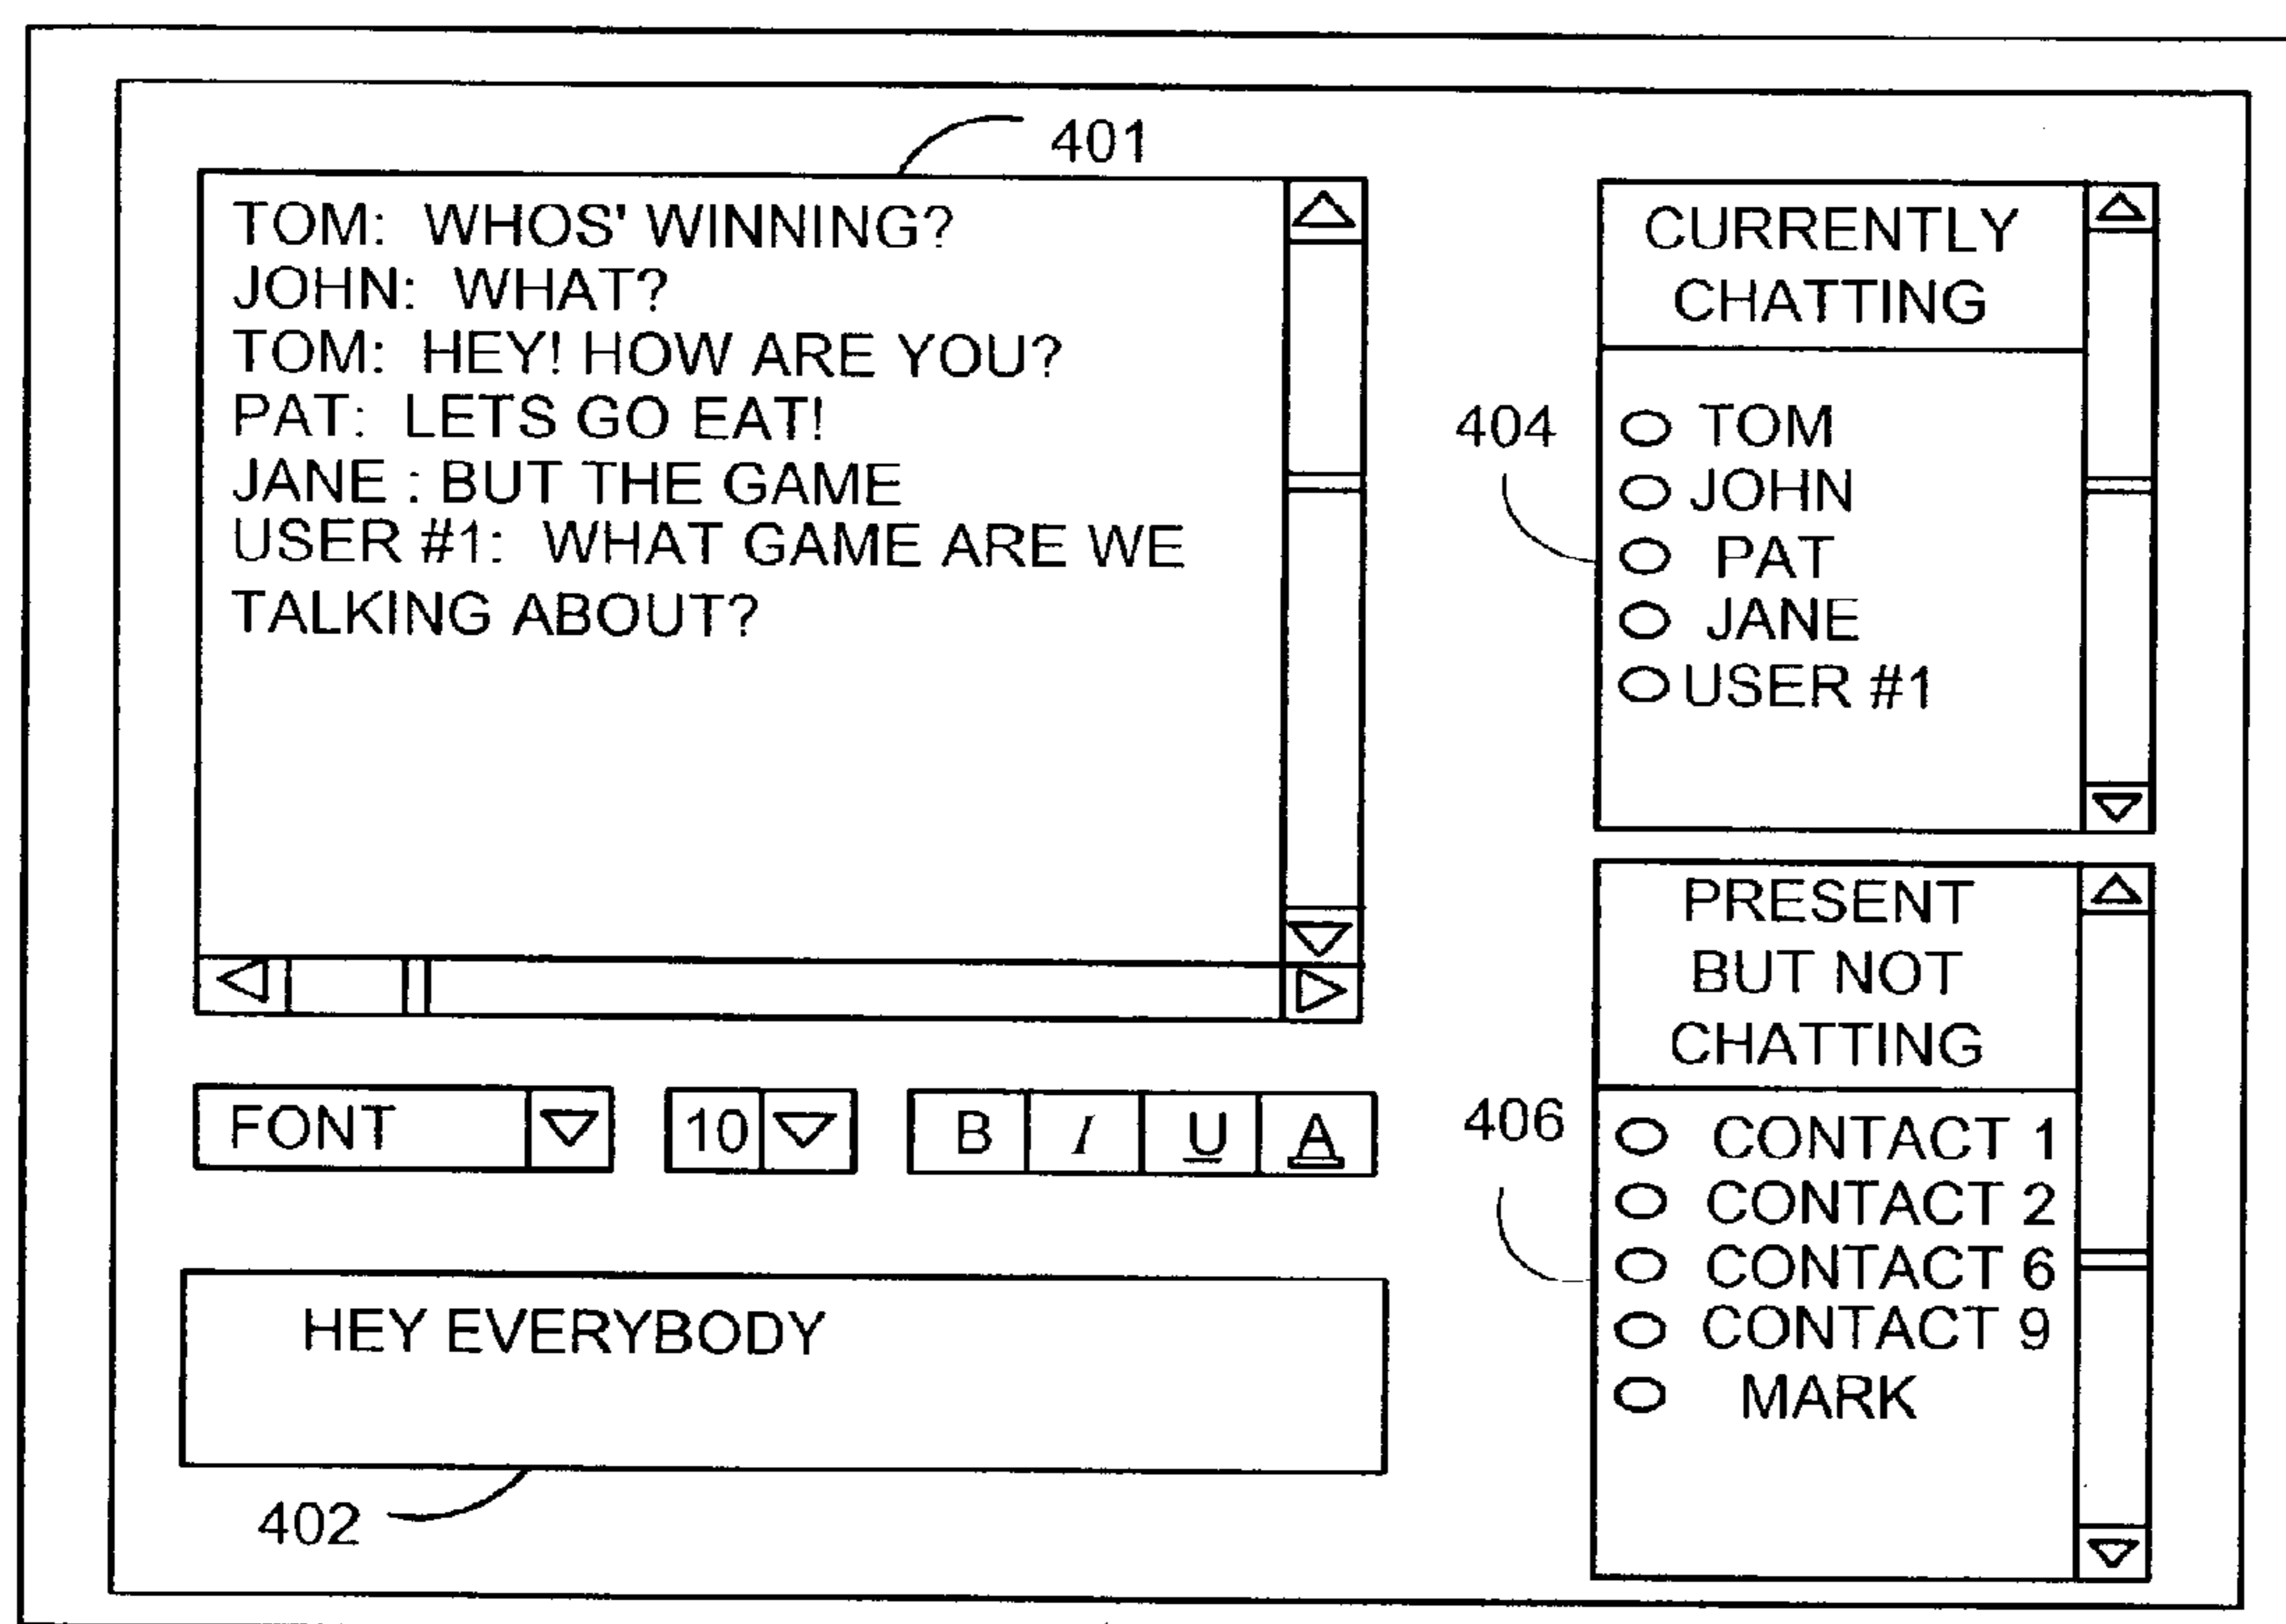 401
TOM: WHOS' WINNING?
JOHN: WHAT?
TOM: HEY! HOW ARE YOU?
PAT: LETS GO EAT!
JANE : BUT THE GAME
USER #1: WHAT GAME ARE WE
TALKING ABOUT?
FONT
10
B I U A
HEY EVERYBODY
402
CURRENTLY
CHATTING
404
TOM
JOHN
PAT
JANE
USER #1
PRESENT
BUT NOT
CHATTING
406
CONTACT 1
CONTACT 2
CONTACT 6
CONTACT 9
MARK